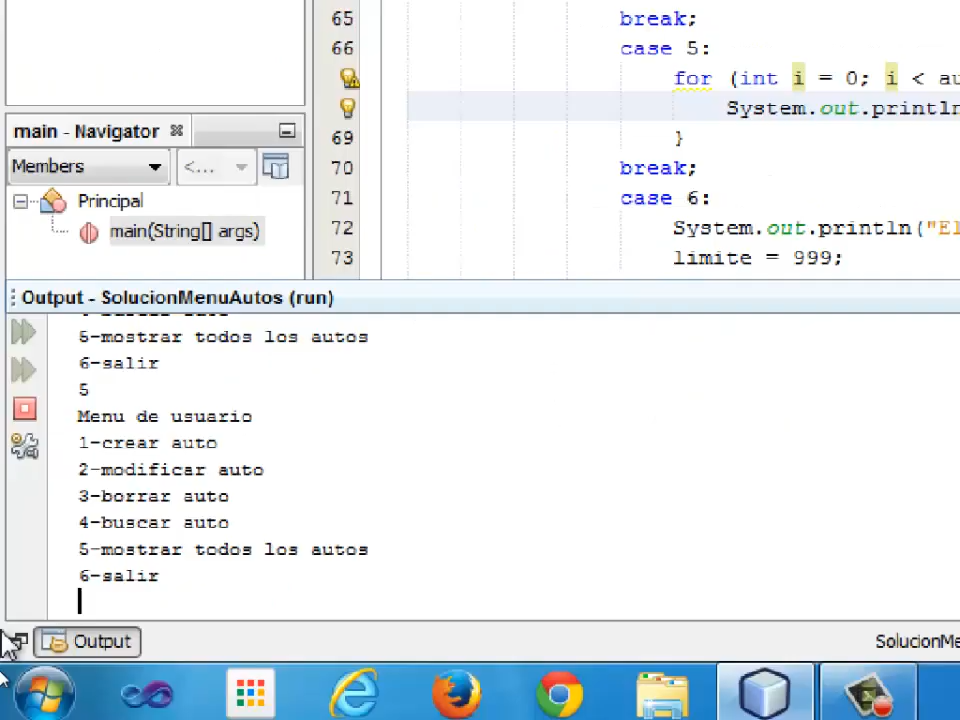 65 break;
66 case 5:
for (int i = 0; i < au
System.out.println
69 }
70 break;
71 case 6:
72 System.out.println("El
73 limite = 999;
main - Navigator
Members
<...
Principal
main(String[] args)
Output - SolucionMenuAutos (run)
5-mostrar todos los autos
6-salir
5
Menu de usuario
1-crear auto
2-modificar auto
3-borrar auto
4-buscar auto
5-mostrar todos los autos
6-salir
Output
SolucionMe